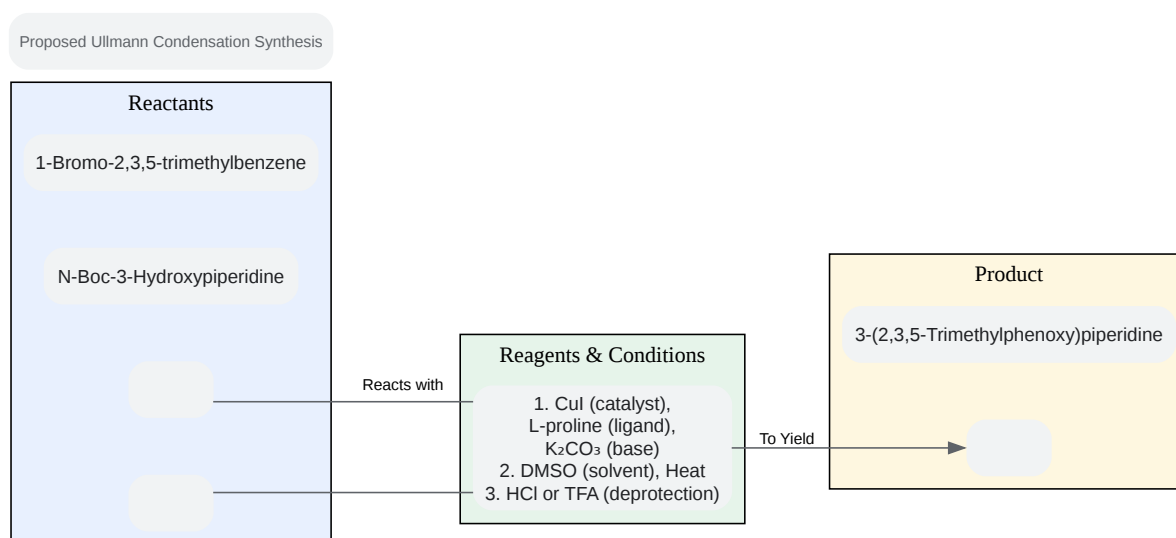 Proposed Ullmann Condensation Synthesis
Reactants
1-Bromo-2,3,5-trimethylbenzene
N-Boc-3-Hydroxypiperidine
Reacts with
Reagents & Conditions
1. CuI (catalyst),
L-proline (ligand),
K₂CO₃ (base)
2. DMSO (solvent), Heat
3. HCl or TFA (deprotection)
To Yield
Product
3-(2,3,5-Trimethylphenoxy)piperidine